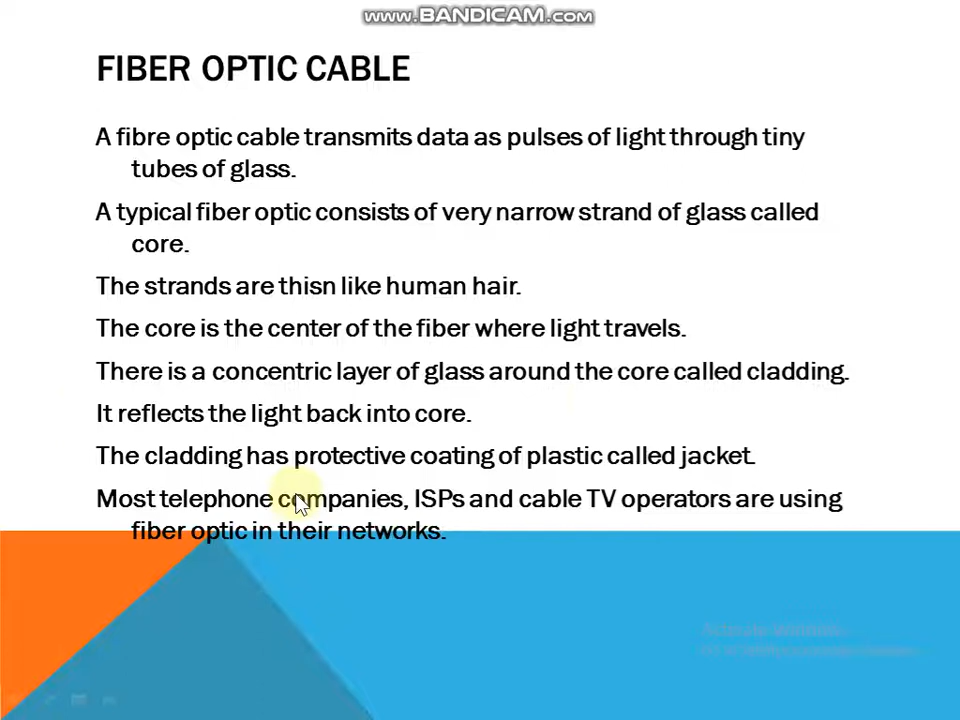 www.BANDICAM.com
FIBER OPTIC CABLE
A fibre optic cable transmits data as pulses of light through tiny
tubes of glass.
A typical fiber optic consists of very narrow strand of glass called
core.
The strands are thisn like human hair.
The core is the center of the fiber where light travels.
There is a concentric layer of glass around the core called cladding.
It reflects the light back into core.
The cladding has protective coating of plastic called jacket.
Most telephone companies, ISPs and cable TV operators are using
fiber optic in their networks.